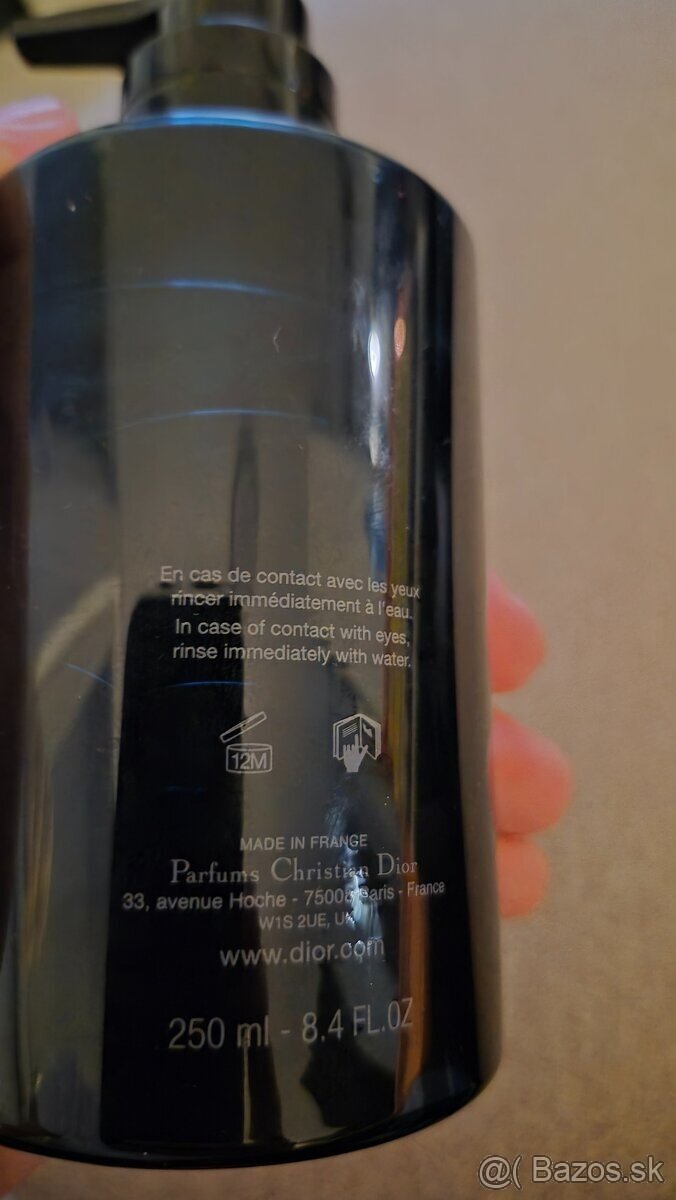 En cas de contact avec les yeux
rincer immédiatement à l'eau.
In case of contact with eyes,
rinse immediately with water.
12M
MADE IN FRANCE
Parfums Christian Dior
33, avenue Hoche - 75008 Paris - France
W1S 2UE, UK
www.dior.com
250 ml - 8.4 FL.OZ
@( Bazos.sk